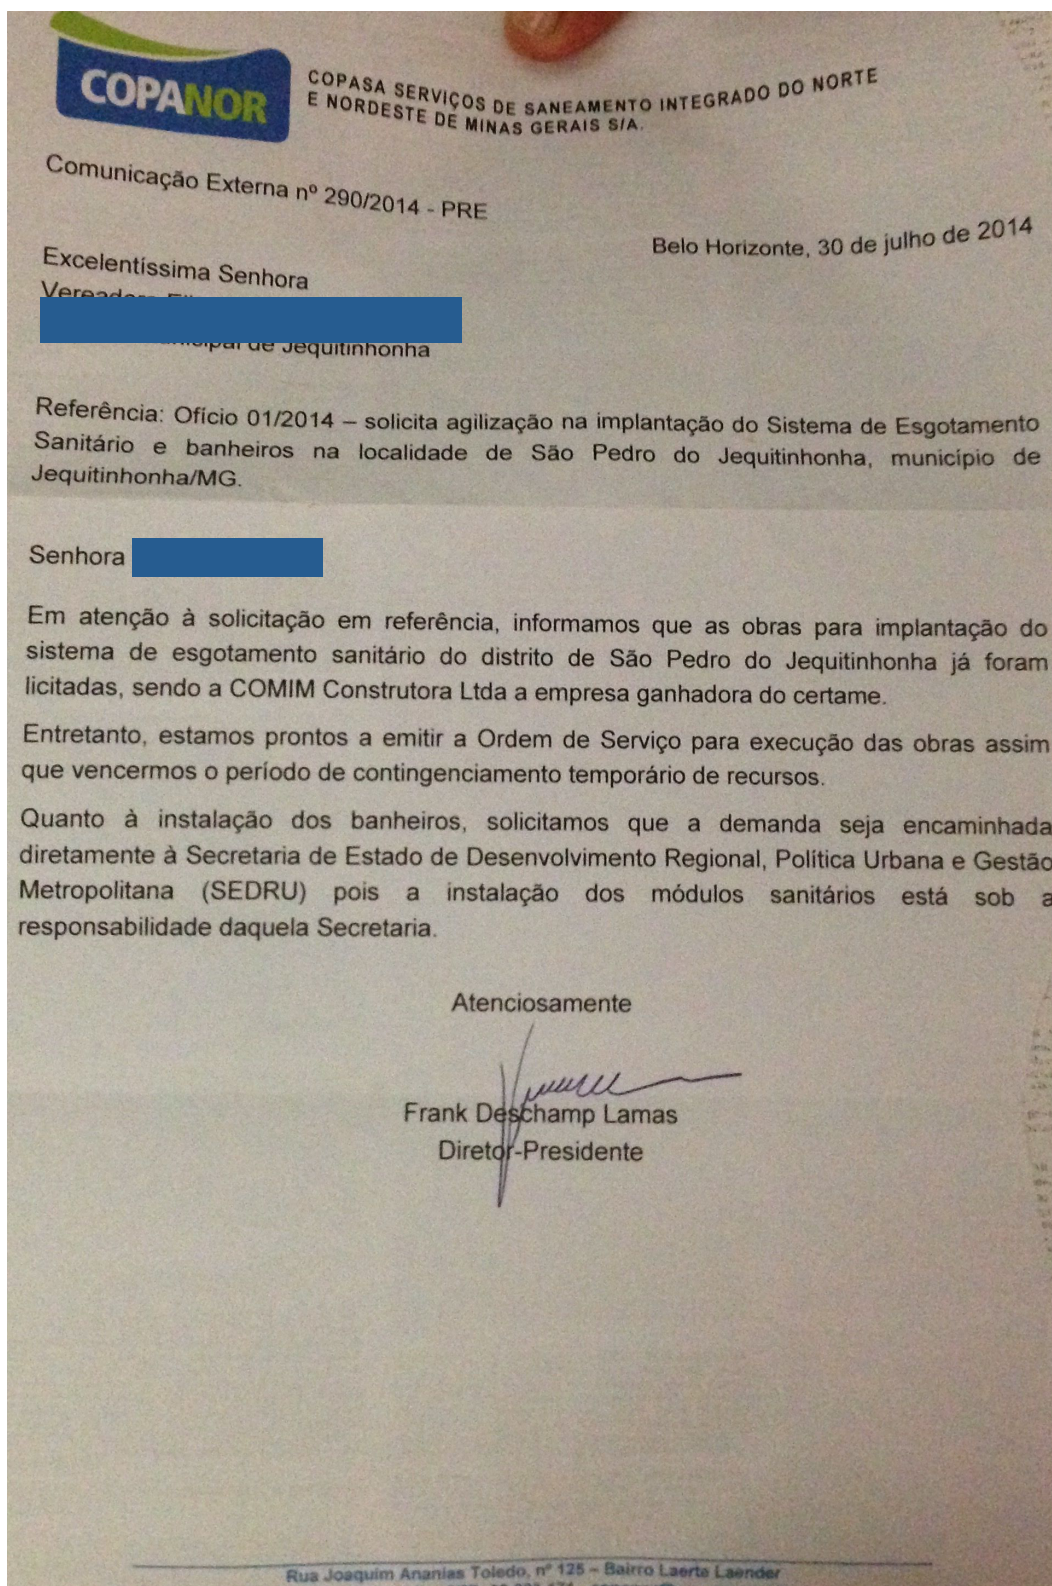 COPANOR
COPASA SERVIÇOS DE SANEAMENTO INTEGRADO DO NORTE
E NORDESTE DE MINAS GERAIS S/A.
Comunicação Externa nº 290/2014 - PRE
Belo Horizonte, 30 de julho de 2014
Excelentíssima Senhora
Vereadora
de Jequitinhonha
Referência: Ofício 01/2014 – solicita agilização na implantação do Sistema de Esgotamento
Sanitário e banheiros na localidade de São Pedro do Jequitinhonha, município de
Jequitinhonha/MG.
Senhora
Em atenção à solicitação em referência, informamos que as obras para implantação do
sistema de esgotamento sanitário do distrito de São Pedro do Jequitinhonha já foram
licitadas, sendo a COMIM Construtora Ltda a empresa ganhadora do certame.
Entretanto, estamos prontos a emitir a Ordem de Serviço para execução das obras assim
que vencermos o período de contingenciamento temporário de recursos.
Quanto à instalação dos banheiros, solicitamos que a demanda seja encaminhada
diretamente à Secretaria de Estado de Desenvolvimento Regional, Política Urbana e Gestão
Metropolitana (SEDRU) pois a instalação dos módulos sanitários está sob a
responsabilidade daquela Secretaria.
Atenciosamente
Frank Deschamp Lamas
Diretor-Presidente
Rua Joaquim Ananias Toledo, nº 125 – Bairro Laerte Laender